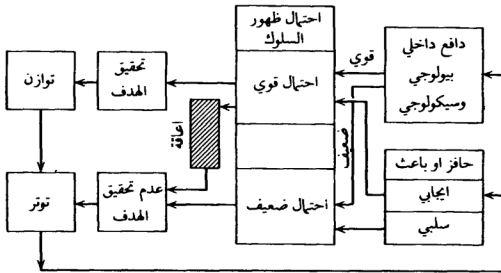 دافع داخلي
بيولوجي
وسيكولوجي
قوي
ضعيف
حافز او باعث
ايجابي
سلبي
احتمال ظهور
السلوك
احتمال قوي
احتمال ضعيف
اعاقة
تحقيق
الهدف
عدم تحقيق
الهدف
توازن
توتر